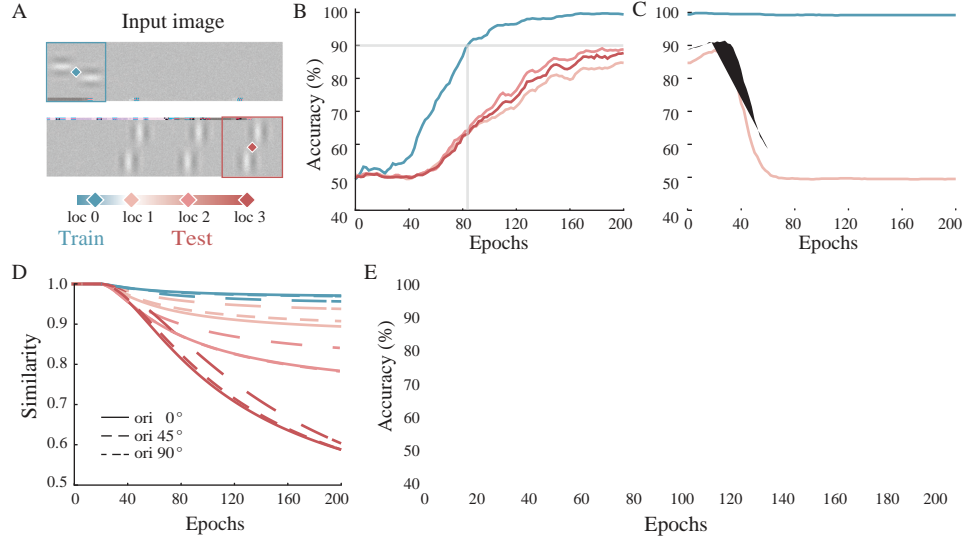 A
Input image
loc 0 loc 1 loc 2 loc 3
Train Test
B
Accuracy (%)
100
90
80
70
60
50
40
0 40 80 120 160 200
Epochs
C
100
90
80
70
60
50
40
0 40 80 120 160 200
Epochs
D
Similarity
1.0
0.9
0.8
0.7
0.6
0.5
ori 0°
ori 45°
ori 90°
0 40 80 120 160 200
Epochs
E
Accuracy (%)
100
90
80
70
60
50
40
0 20 40 60 80 100 120 140 160 180 200
Epochs